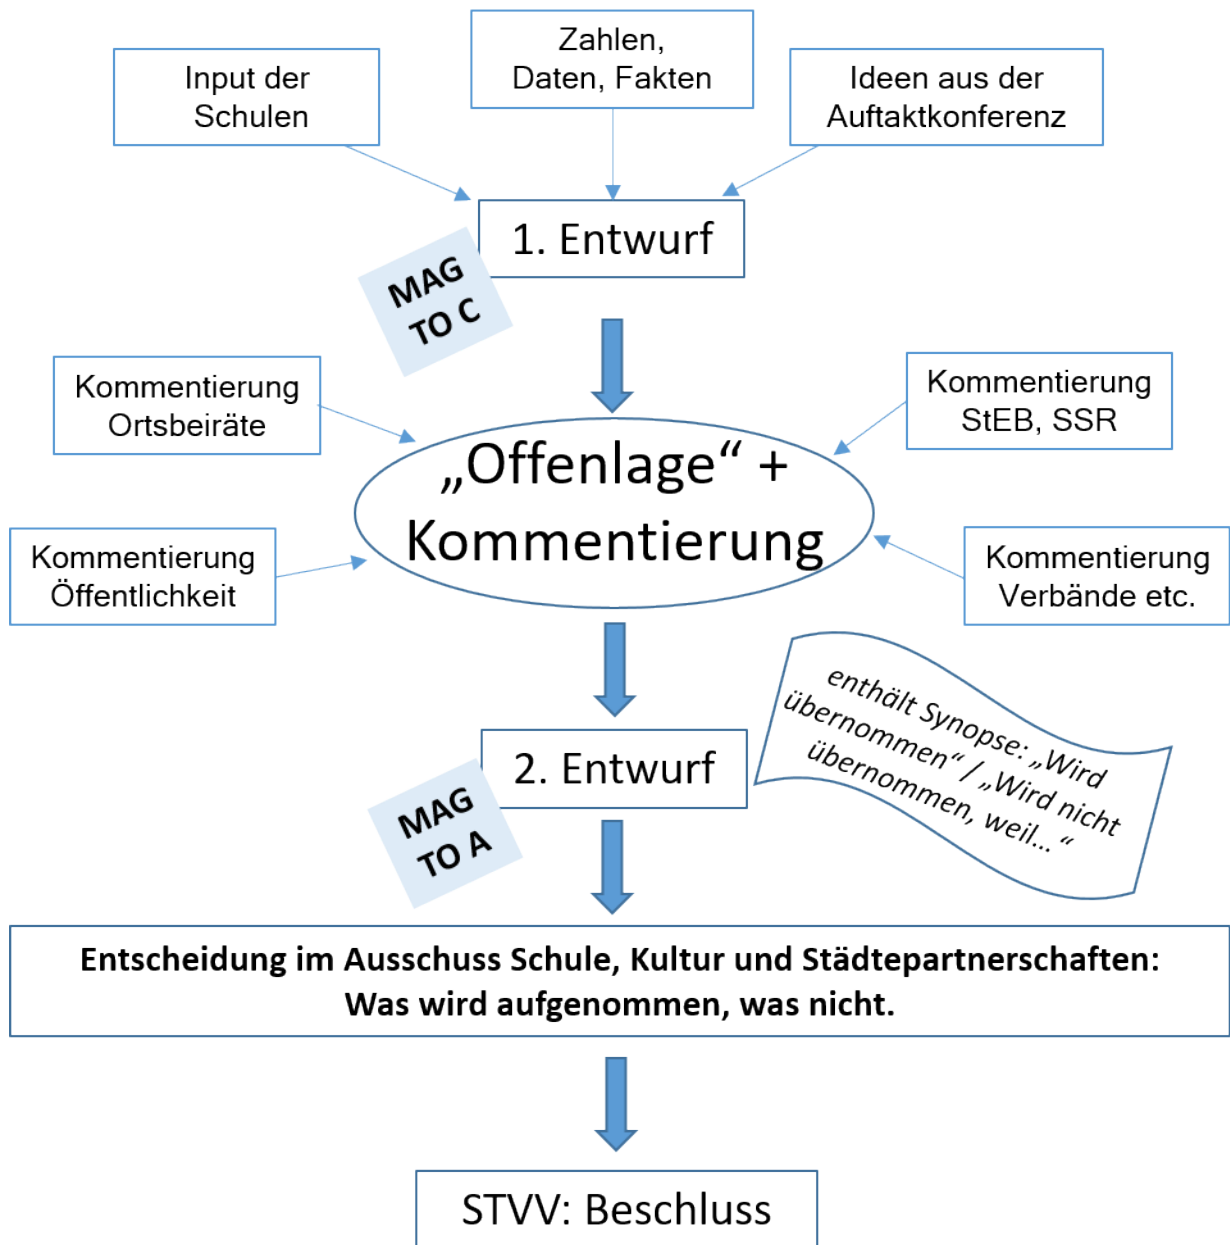 Input der
Schulen
Zahlen,
Daten, Fakten
Ideen aus der
Auftaktkonferenz
1. Entwurf
MAG
TO C
Kommentierung
Ortsbeiräte
Kommentierung
StEB, SSR
„Offenlage“ +
Kommentierung
Kommentierung
Öffentlichkeit
Kommentierung
Verbände etc.
2. Entwurf
enthält Synopse: „Wird
übernommen“ / „Wird nicht
übernommen, weil...“
MAG
TO A
Entscheidung im Ausschuss Schule, Kultur und Städtepartnerschaften:
Was wird aufgenommen, was nicht.
STVV: Beschluss